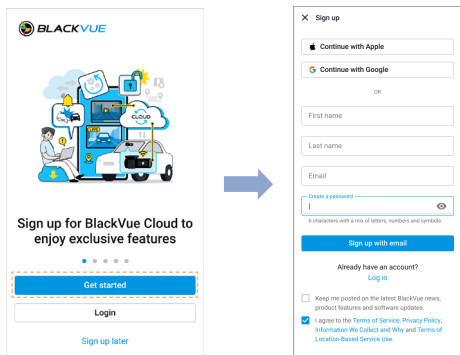 BLACKVUE
CLOUD
Sign up for BlackVue Cloud to
enjoy exclusive features
Get started
Login
Sign up later
Sign up
Continue with Apple
Continue with Google
OR
First name
Last name
Email
Create a password
6 characters with a mix of letters, numbers and symbols
Sign up with email
Already have an account?
Log in
Keep me posted on the latest BlackVue news,
product features and software updates.
I agree to the Terms of Service, Privacy Policy,
Information We Collect and Why and Terms of
Location-Based Service Use.